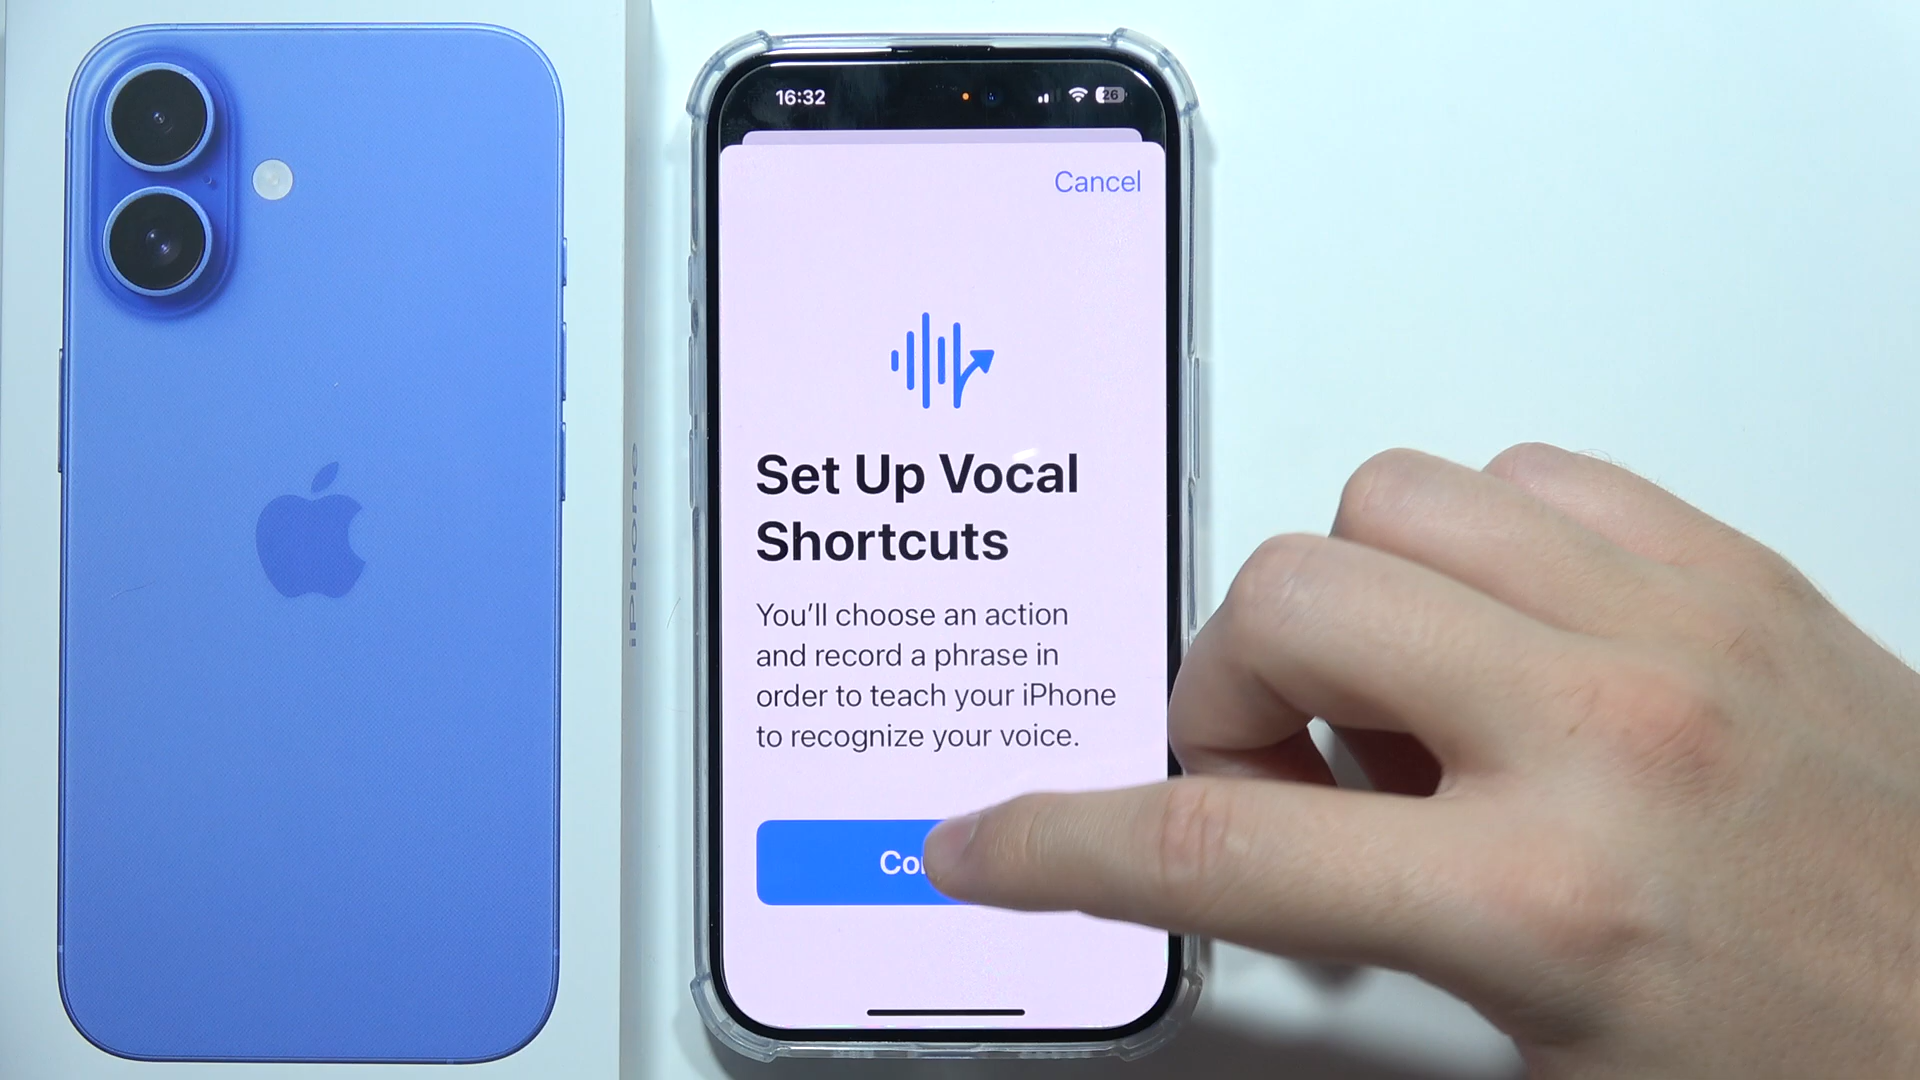 iPhone
16:32
26
Cancel
Set Up Vocal
Shortcuts
You'll choose an action
and record a phrase in
order to teach your iPhone
to recognize your voice.